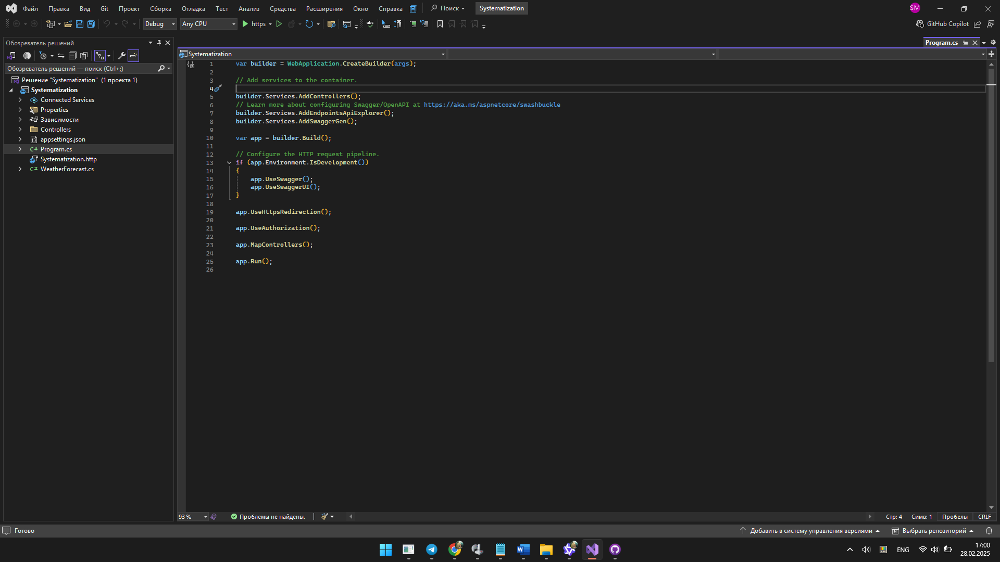 Файл Правка Вид Git Проект Сборка Отладка Тест Анализ Средства Расширения Окно Справка Поиск Systematization SM
Debug Any CPU https GitHub Copilot
Обозреватель решений
Program.cs
Systematization
Обозреватель решений — поиск (Ctrl+;)
Решение "Systematization" (1 проекта 1)
Systematization
Connected Services
Properties
Зависимости
Controllers
appsettings.json
C# Program.cs
Systematization.http
C# WeatherForecast.cs
1 var builder = WebApplication.CreateBuilder(args);
2
3 // Add services to the container.
4
5 builder.Services.AddControllers();
6 // Learn more about configuring Swagger/OpenAPI at https://aka.ms/aspnetcore/swashbuckle
7 builder.Services.AddEndpointsApiExplorer();
8 builder.Services.AddSwaggerGen();
9
10 var app = builder.Build();
11
12 // Configure the HTTP request pipeline.
13 if (app.Environment.IsDevelopment())
14 {
15 app.UseSwagger();
16 app.UseSwaggerUI();
17 }
18
19 app.UseHttpsRedirection();
20
21 app.UseAuthorization();
22
23 app.MapControllers();
24
25 app.Run();
26
93 % Проблемы не найдены. Стр: 4 Симв: 1 Пробелы CRLF
Готово Добавить в систему управления версиями Выбрать репозиторий
ENG 17:00
28.02.2025